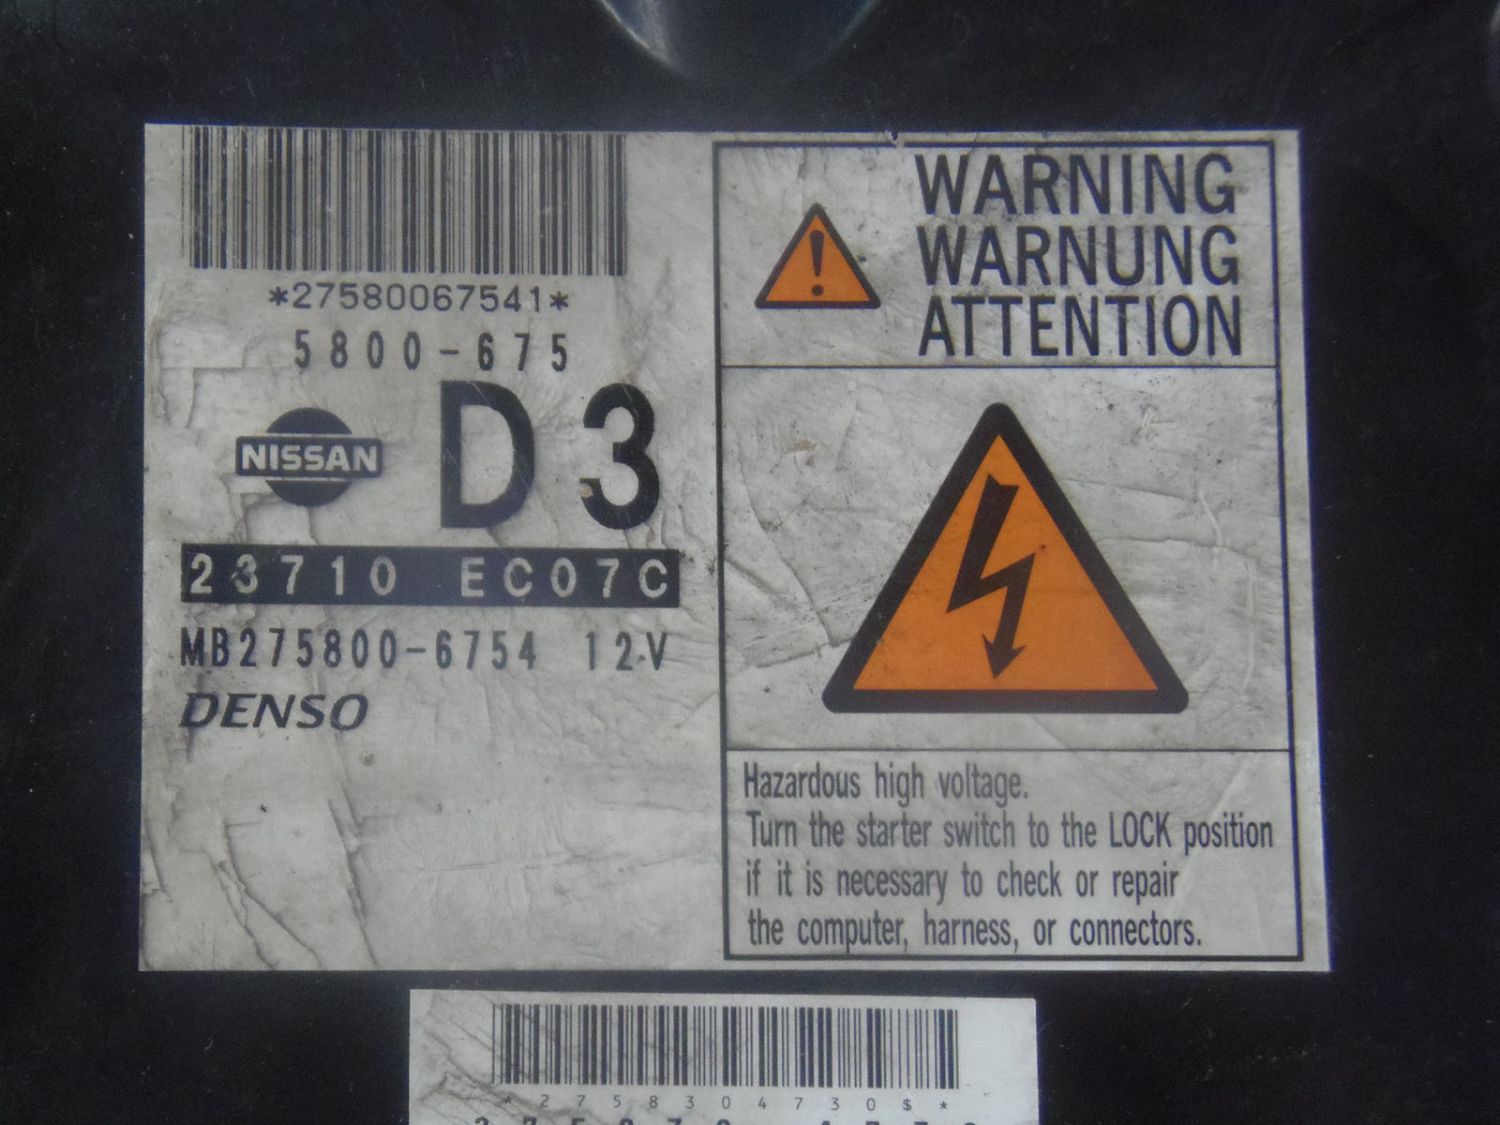 *27580067541*
5800-675
NISSAN
D3
23710 EC07C
MB275800-6754 12V
DENSO
WARNING
WARNUNG
ATTENTION
Hazardous high voltage.
Turn the starter switch to the LOCK position
if it is necessary to check or repair
the computer, harness, or connectors.
*2758304730$*